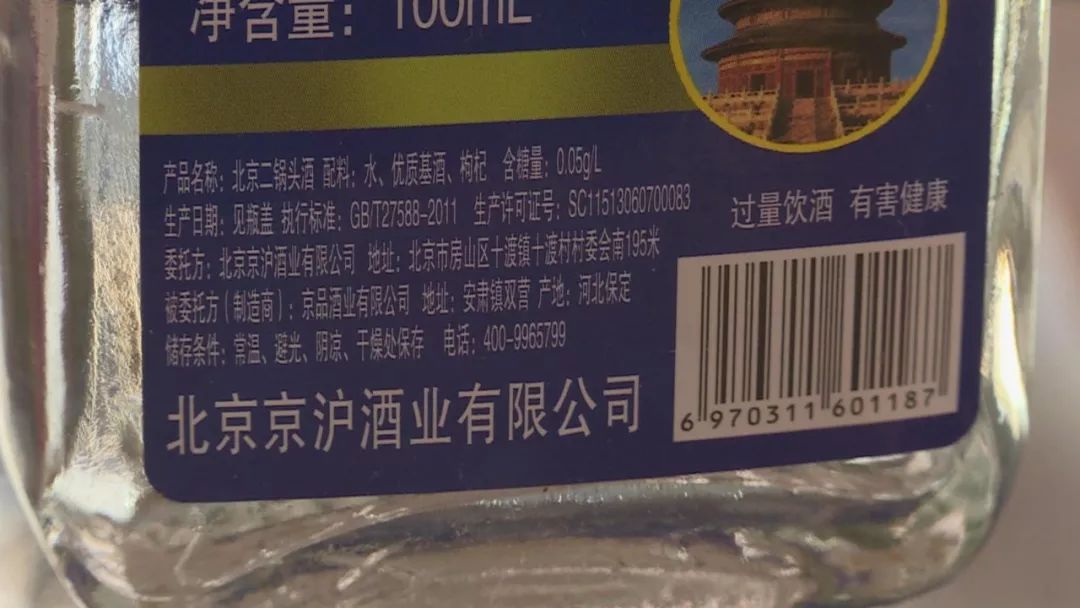 净含量：100mL
产品名称：北京二锅头酒 配料：水、优质基酒、枸杞 含糖量：0.05g/L
生产日期：见瓶盖 执行标准：GB/T27588-2011 生产许可证号：SC11513060700083
委托方：北京京沪酒业有限公司 地址：北京市房山区十渡镇十渡村村委会南195米
被委托方（制造商）：京品酒业有限公司 地址：安肃镇双营 产地：河北保定
储存条件：常温、避光、阴凉、干燥处保存 电话：400-9965799
北京京沪酒业有限公司
过量饮酒 有害健康
6 970311 601187